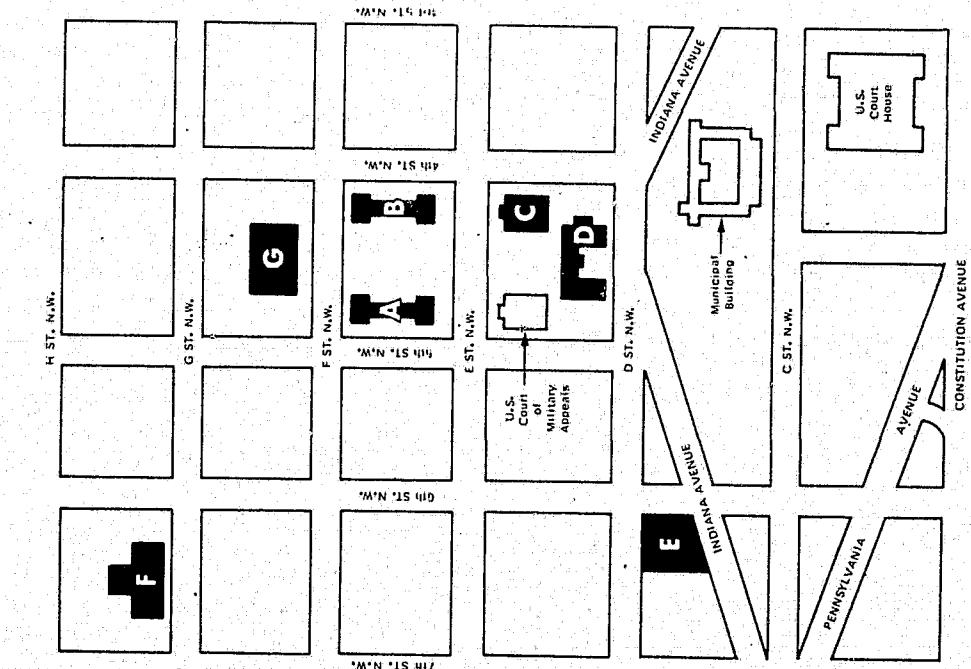 ST. N.W.
INDIANA AVENUE
U.S.
Court
House
4th ST. N.W.
H ST. N.W.
G ST. N.W.
F ST. N.W.
E ST. N.W.
D ST. N.W.
C ST. N.W.
CONSTITUTION AVENUE
G
B
A
C
D
Municipal
Building
5th ST. N.W.
U.S.
Court
of
Military
Appeals
6th ST. N.W.
F
E
INDIANA AVENUE
PENNSYLVANIA
AVENUE
7th ST. N.W.